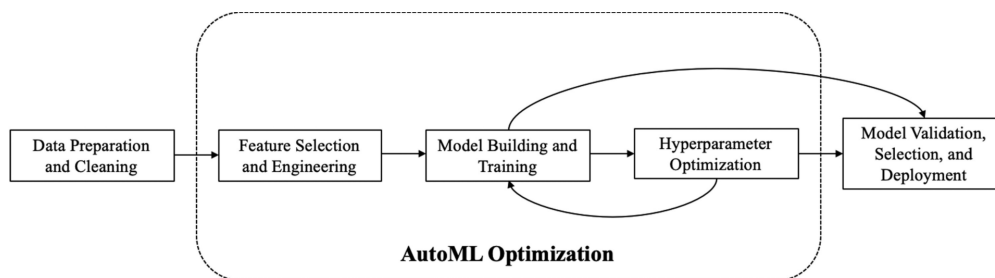 Data Preparation
and Cleaning
Feature Selection
and Engineering
Model Building and
Training
Hyperparameter
Optimization
Model Validation,
Selection, and
Deployment
AutoML Optimization